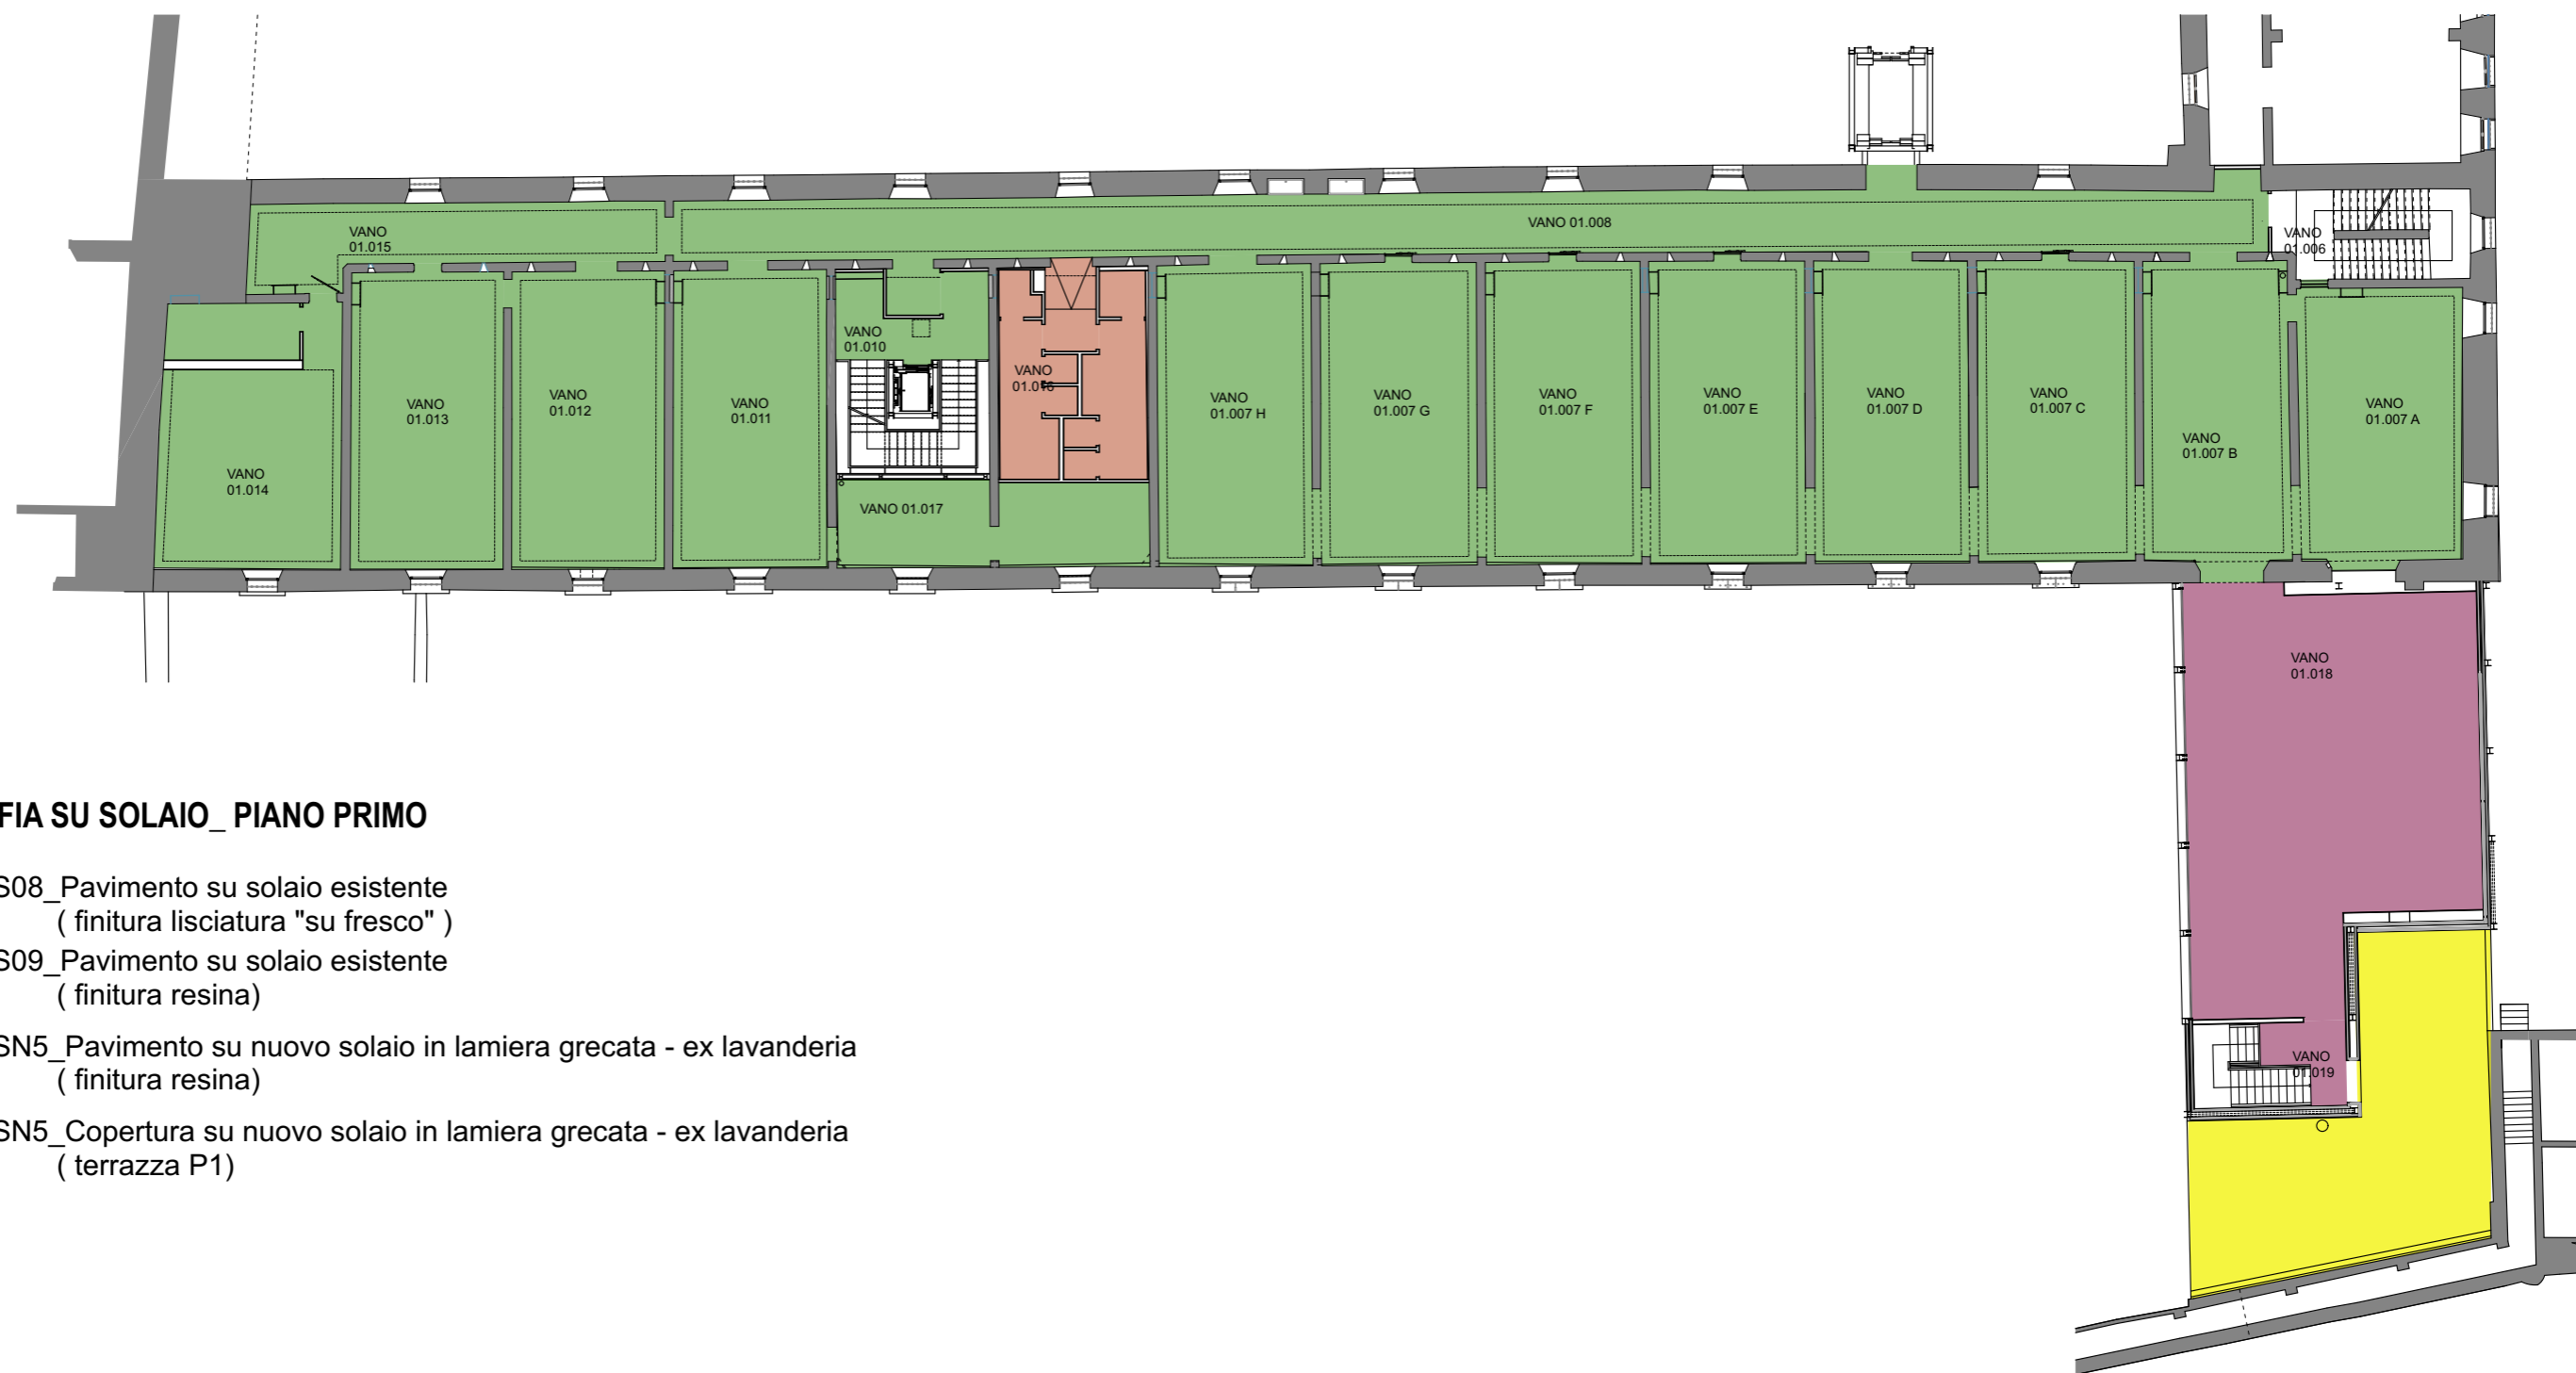 VANO 01.008
VANO
01.015
VANO
01.006
VANO
01.010
VANO
01.016
VANO
01.014
VANO
01.013
VANO
01.012
VANO
01.011
VANO 01.017
VANO
01.007 H
VANO
01.007 G
VANO
01.007 F
VANO
01.007 E
VANO
01.007 D
VANO
01.007 C
VANO
01.007 B
VANO
01.007 A
VANO
01.018
VANO
01.019
FIA SU SOLAIO_ PIANO PRIMO
S08_Pavimento su solaio esistente
( finitura lisciatura "su fresco" )
S09_Pavimento su solaio esistente
( finitura resina)
SN5_Pavimento su nuovo solaio in lamiera grecata - ex lavanderia
( finitura resina)
SN5_Copertura su nuovo solaio in lamiera grecata - ex lavanderia
( terrazza P1)